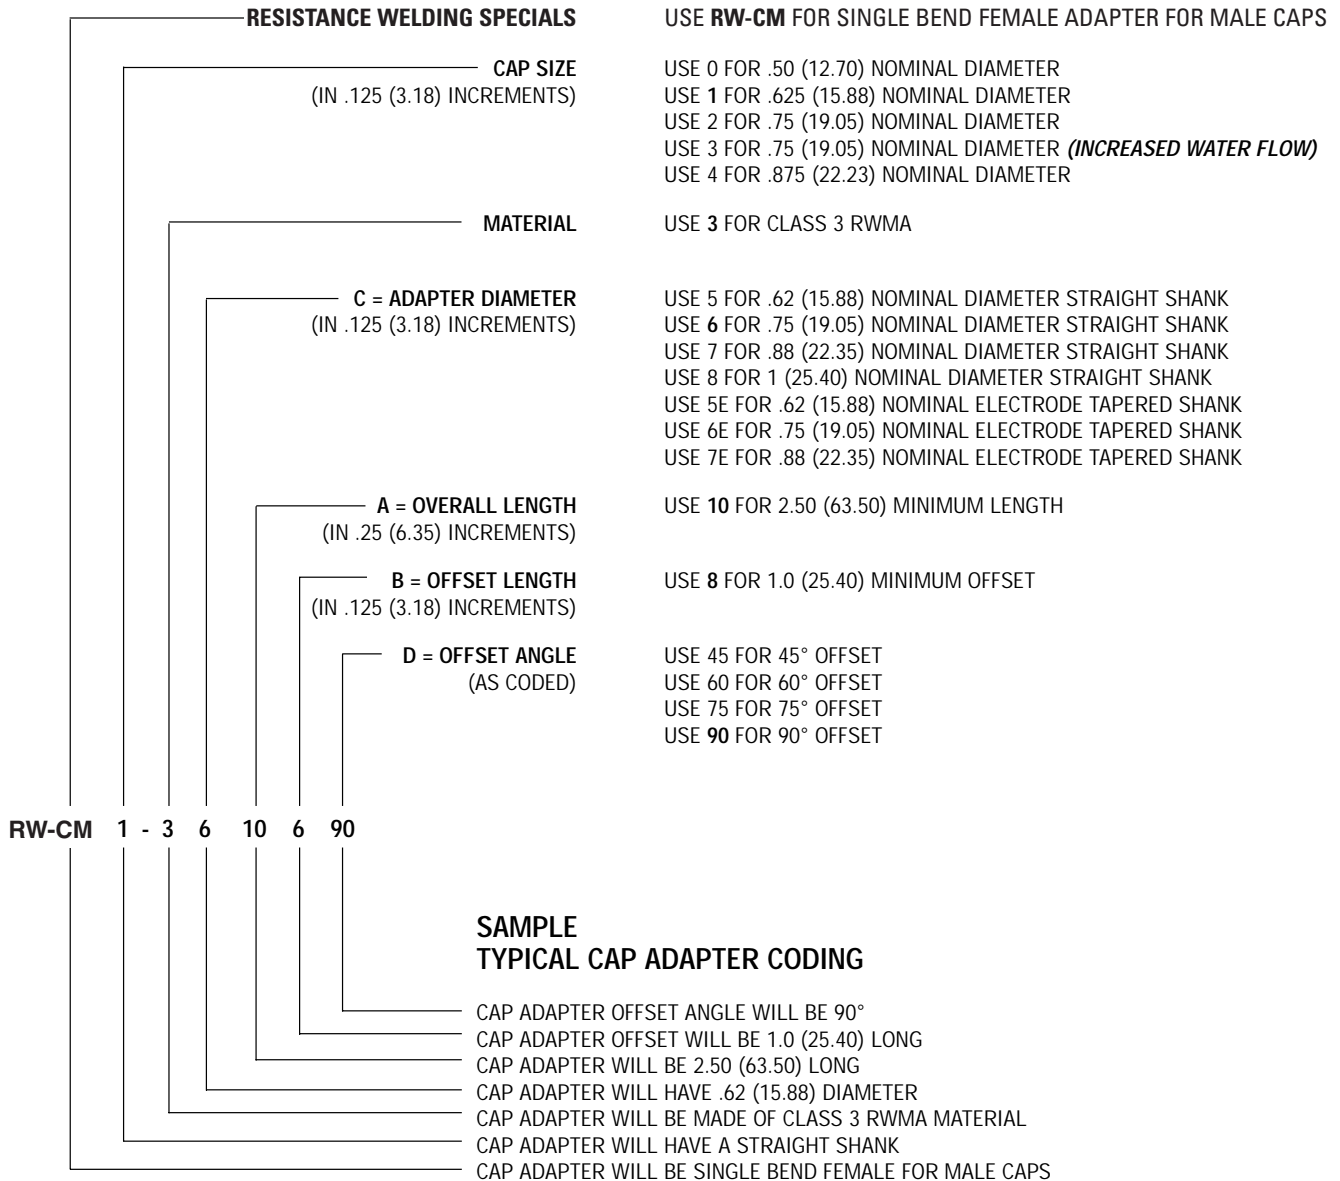 RESISTANCE WELDING SPECIALS USE RW-CM FOR SINGLE BEND FEMALE ADAPTER FOR MALE CAPS
CAP SIZE USE 0 FOR .50 (12.70) NOMINAL DIAMETER
(IN .125 (3.18) INCREMENTS) USE 1 FOR .625 (15.88) NOMINAL DIAMETER
USE 2 FOR .75 (19.05) NOMINAL DIAMETER
USE 3 FOR .75 (19.05) NOMINAL DIAMETER (INCREASED WATER FLOW)
USE 4 FOR .875 (22.23) NOMINAL DIAMETER
MATERIAL USE 3 FOR CLASS 3 RWMA
C = ADAPTER DIAMETER USE 5 FOR .62 (15.88) NOMINAL DIAMETER STRAIGHT SHANK
(IN .125 (3.18) INCREMENTS) USE 6 FOR .75 (19.05) NOMINAL DIAMETER STRAIGHT SHANK
USE 7 FOR .88 (22.35) NOMINAL DIAMETER STRAIGHT SHANK
USE 8 FOR 1 (25.40) NOMINAL DIAMETER STRAIGHT SHANK
USE 5E FOR .62 (15.88) NOMINAL ELECTRODE TAPERED SHANK
USE 6E FOR .75 (19.05) NOMINAL ELECTRODE TAPERED SHANK
USE 7E FOR .88 (22.35) NOMINAL ELECTRODE TAPERED SHANK
A = OVERALL LENGTH USE 10 FOR 2.50 (63.50) MINIMUM LENGTH
(IN .25 (6.35) INCREMENTS)
B = OFFSET LENGTH USE 8 FOR 1.0 (25.40) MINIMUM OFFSET
(IN .125 (3.18) INCREMENTS)
D = OFFSET ANGLE USE 45 FOR 45° OFFSET
(AS CODED) USE 60 FOR 60° OFFSET
USE 75 FOR 75° OFFSET
USE 90 FOR 90° OFFSET
RW-CM 1 - 3 6 10 6 90
SAMPLE
TYPICAL CAP ADAPTER CODING
CAP ADAPTER OFFSET ANGLE WILL BE 90°
CAP ADAPTER OFFSET WILL BE 1.0 (25.40) LONG
CAP ADAPTER WILL BE 2.50 (63.50) LONG
CAP ADAPTER WILL HAVE .62 (15.88) DIAMETER
CAP ADAPTER WILL BE MADE OF CLASS 3 RWMA MATERIAL
CAP ADAPTER WILL HAVE A STRAIGHT SHANK
CAP ADAPTER WILL BE SINGLE BEND FEMALE FOR MALE CAPS